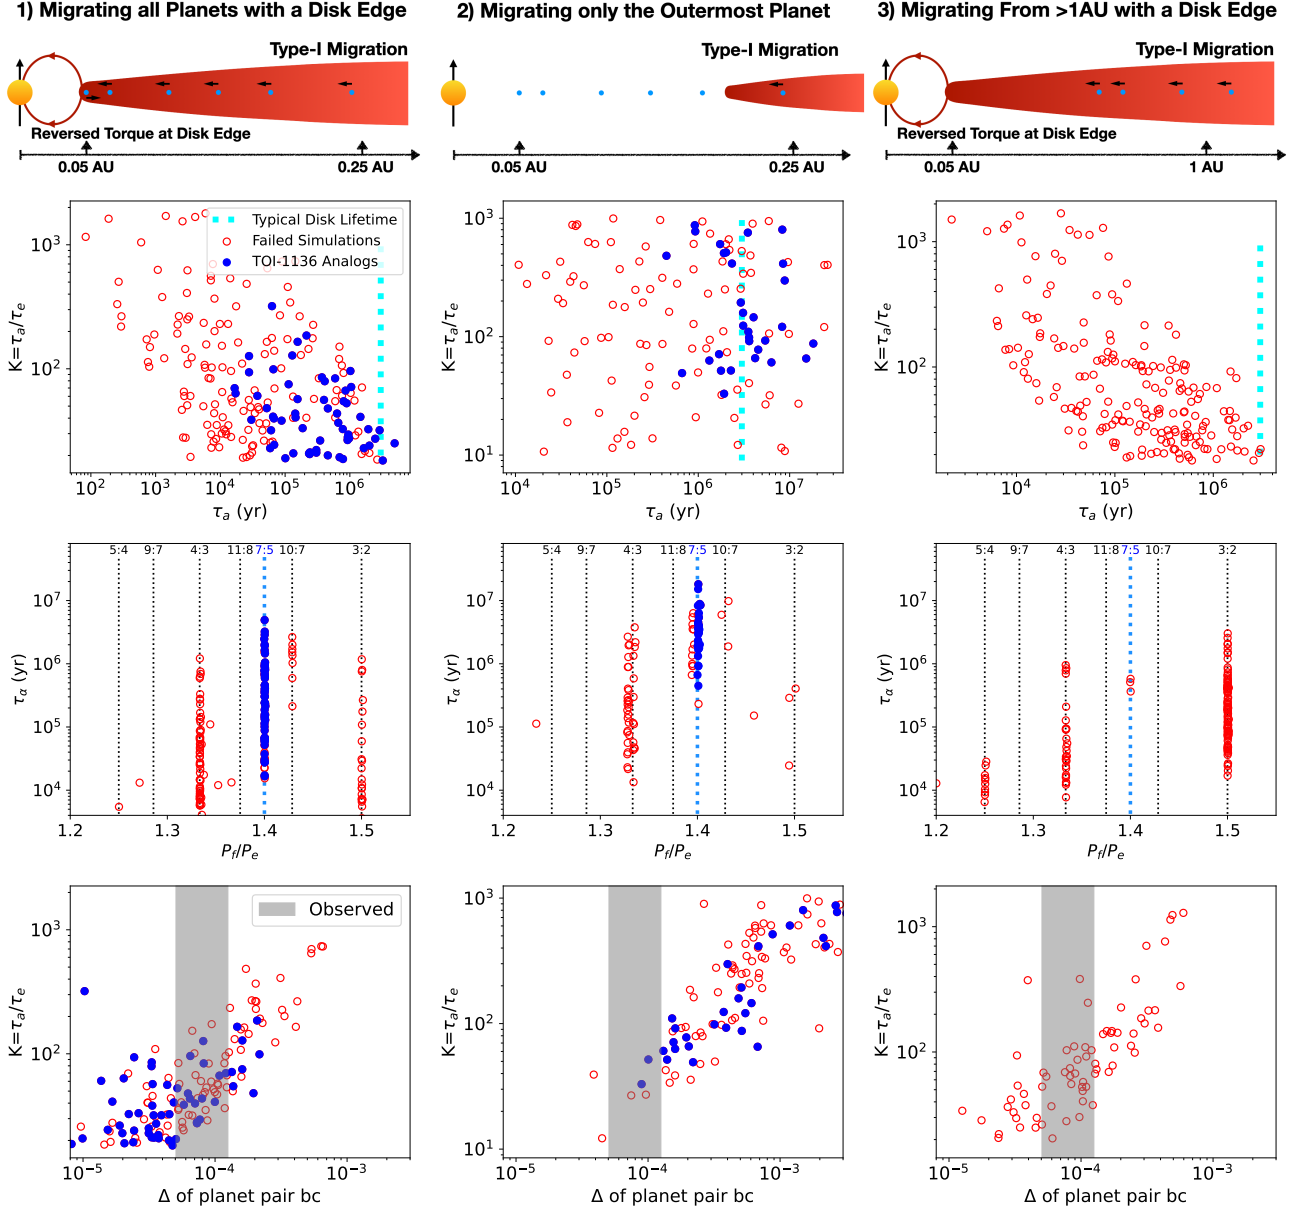 1) Migrating all Planets with a Disk Edge
Type-I Migration
Reversed Torque at Disk Edge
0.05 AU
0.25 AU
2) Migrating only the Outermost Planet
Type-I Migration
0.05 AU
0.25 AU
3) Migrating From >1AU with a Disk Edge
Type-I Migration
Reversed Torque at Disk Edge
0.05 AU
1 AU
Typical Disk Lifetime
Failed Simulations
TOI-1136 Analogs
K=τₐ/τₑ
10³
10²
10² 10³ 10⁴ 10⁵ 10⁶
τₐ (yr)
K=τₐ/τₑ
10³
10²
10¹
10⁴ 10⁵ 10⁶ 10⁷
τₐ (yr)
K=τₐ/τₑ
10³
10²
10⁴ 10⁵ 10⁶
τₐ (yr)
5:4 9:7 4:3 11:8 7:5 10:7 3:2
τ_α (yr)
10⁷
10⁶
10⁵
10⁴
1.2 1.3 1.4 1.5
P_f/P_e
5:4 9:7 4:3 11:8 7:5 10:7 3:2
τ_α (yr)
10⁷
10⁶
10⁵
10⁴
1.2 1.3 1.4 1.5
P_f/P_e
5:4 9:7 4:3 11:8 7:5 10:7 3:2
τ_α (yr)
10⁷
10⁶
10⁵
10⁴
1.2 1.3 1.4 1.5
P_f/P_e
Observed
K=τₐ/τₑ
10³
10²
10⁻⁵ 10⁻⁴ 10⁻³
Δ of planet pair bc
K=τₐ/τₑ
10³
10²
10¹
10⁻⁵ 10⁻⁴ 10⁻³
Δ of planet pair bc
K=τₐ/τₑ
10³
10²
10⁻⁵ 10⁻⁴ 10⁻³
Δ of planet pair bc